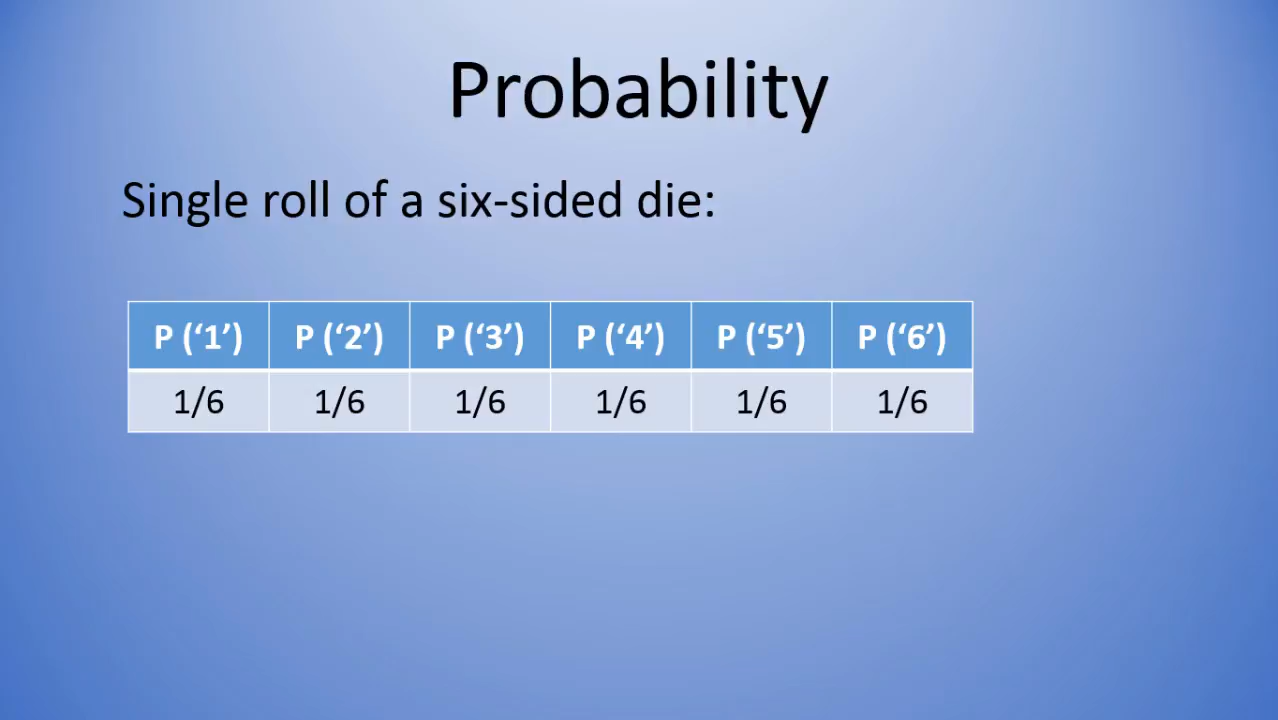 Probability
Single roll of a six-sided die:
P (‘1’) P (‘2’) P (‘3’) P (‘4’) P (‘5’) P (‘6’)
1/6 1/6 1/6 1/6 1/6 1/6